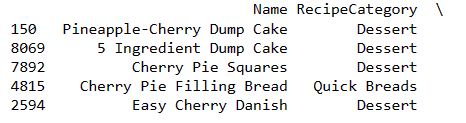 Name RecipeCategory \
150 Pineapple-Cherry Dump Cake Dessert
8069 5 Ingredient Dump Cake Dessert
7892 Cherry Pie Squares Dessert
4815 Cherry Pie Filling Bread Quick Breads
2594 Easy Cherry Danish Dessert